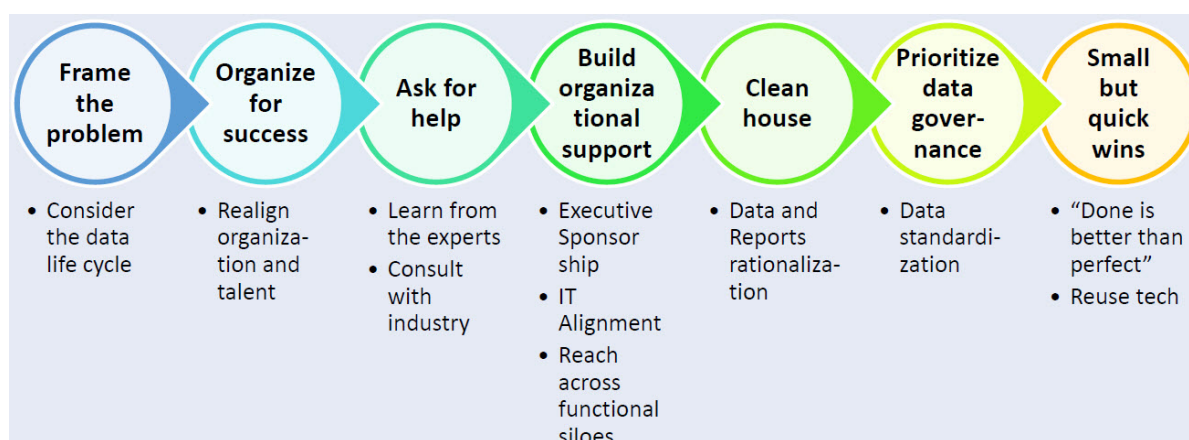 Frame
the
problem
Organize
for
success
Ask for
help
Build
organiza
tional
support
Clean
house
Prioritize
data
gover-
nance
Small
but
quick
wins
• Consider
the data
life cycle
• Realign
organiza-
tion and
talent
• Learn from
the experts
• Consult
with
industry
• Executive
Sponsor
ship
• IT
Alignment
• Reach
across
functional
siloes
• Data and
Reports
rationaliza-
tion
• Data
standardi-
zation
• “Done is
better than
perfect”
• Reuse tech